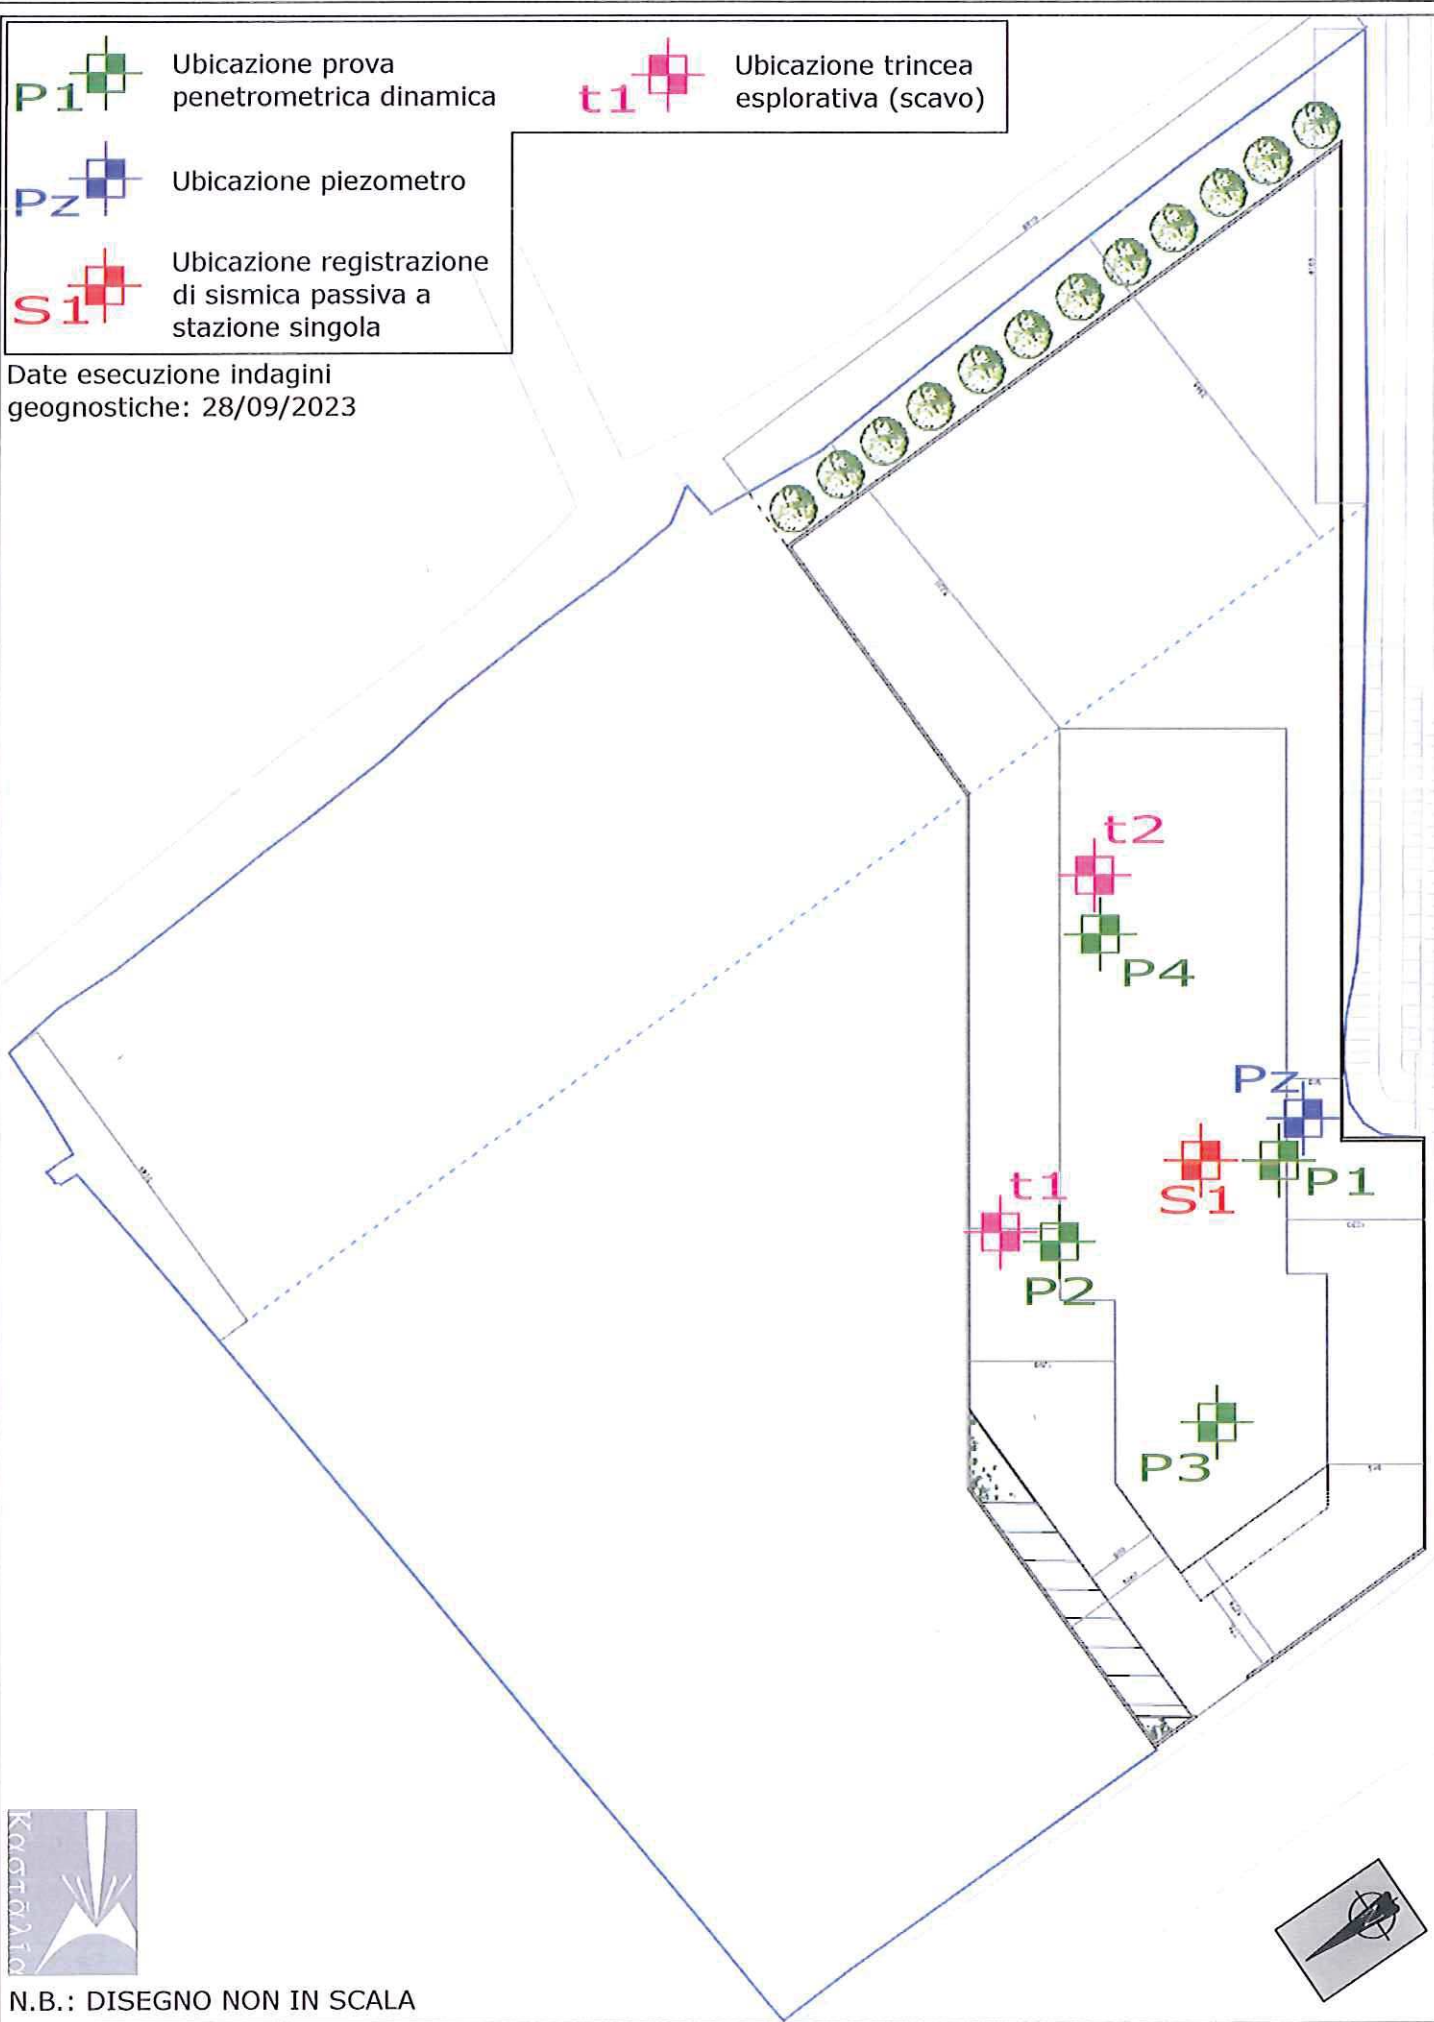 P1
Ubicazione prova
penetrometrica dinamica
t1
Ubicazione trincea
esplorativa (scavo)
Pz
Ubicazione piezometro
S1
Ubicazione registrazione
di sismica passiva a
stazione singola
Date esecuzione indagini
geognostiche: 28/09/2023
t2
P4
Pz
S1
P1
t1
P2
P3
Κασταλία
N.B.: DISEGNO NON IN SCALA